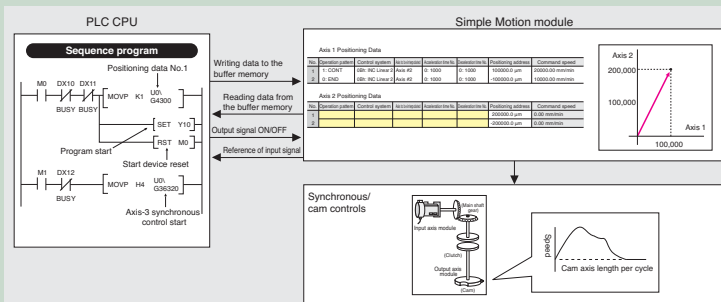 PLC CPU
Sequence program
Positioning data No.1
M0 DX10 DX11
BUSY BUSY
MOVP K1 U0\
G4300
SET Y10
Program start
RST M0
Start device reset
M1 DX12
BUSY
MOVP H4 U0\
G36320
Axis-3 synchronous
control start
Writing data to the
buffer memory
Reading data from
the buffer memory
Output signal ON/OFF
Reference of input signal
Simple Motion module
Axis 1 Positioning Data
No. Operation pattern Control system Axis to be interpolated Acceleration time No. Deceleration time No. Positioning address Command speed
1 1: CONT 0Bh: INC Linear 2 Axis #2 0: 1000 0: 1000 100000.0 µm 20000.00 mm/min
2 0: END 0Bh: INC Linear 2 Axis #2 0: 1000 0: 1000 -100000.0 µm 10000.00 mm/min
Axis 2 Positioning Data
No. Operation pattern Control system Axis to be interpolated Acceleration time No. Deceleration time No. Positioning address Command speed
1 200000.0 µm 0.00 mm/min
2 -200000.0 µm 0.00 mm/min
Axis 2
200,000
100,000
Axis 1
100,000
Synchronous/
cam controls
(Main shaft
gear)
Input axis module
(Clutch)
Output axis
module
(Cam)
Speed
Cam axis length per cycle